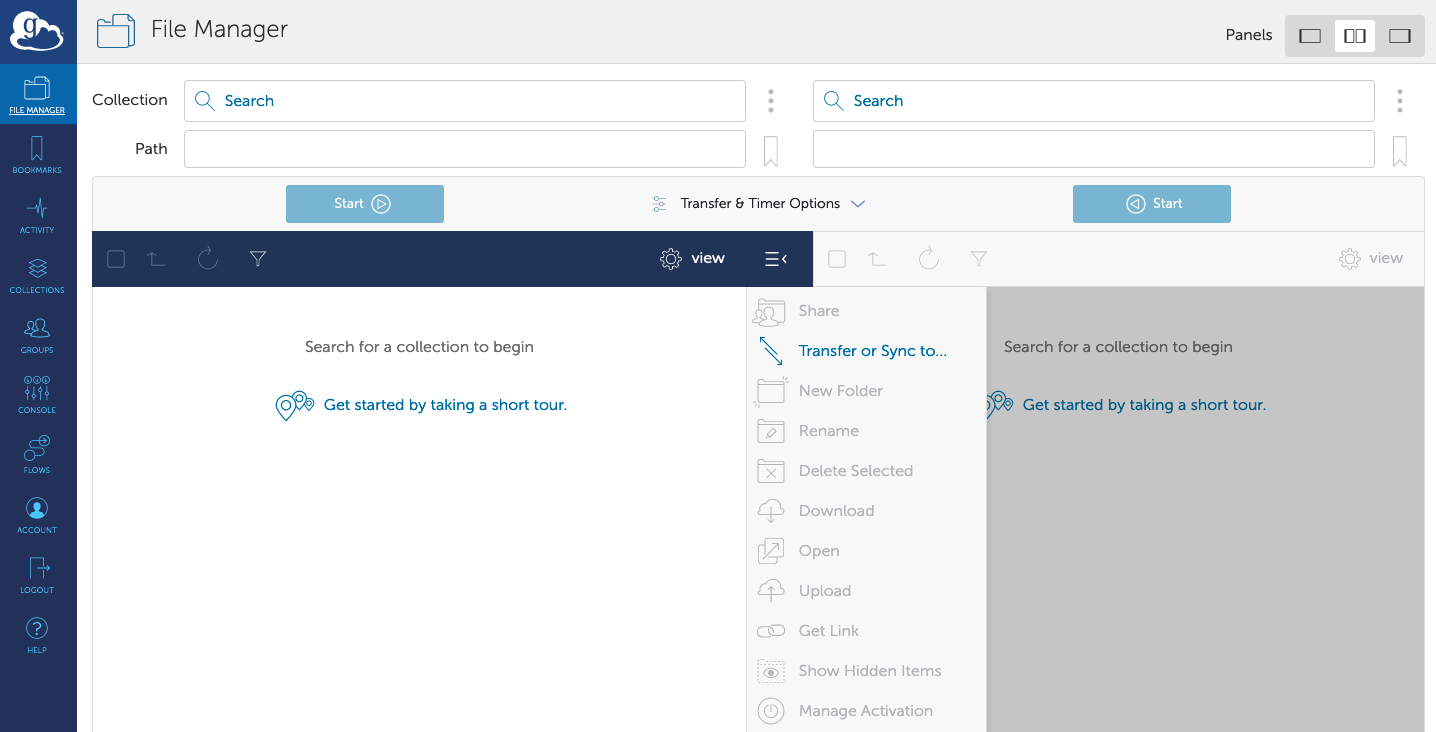 g
File Manager
Panels
FILE MANAGER
BOOKMARKS
ACTIVITY
COLLECTIONS
GROUPS
CONSOLE
FLOWS
ACCOUNT
LOGOUT
HELP
Collection
Search
Search
Path
Start
Transfer & Timer Options
Start
view
view
Search for a collection to begin
Get started by taking a short tour.
Share
Transfer or Sync to...
New Folder
Rename
Delete Selected
Download
Open
Upload
Get Link
Show Hidden Items
Manage Activation
Search for a collection to begin
Get started by taking a short tour.